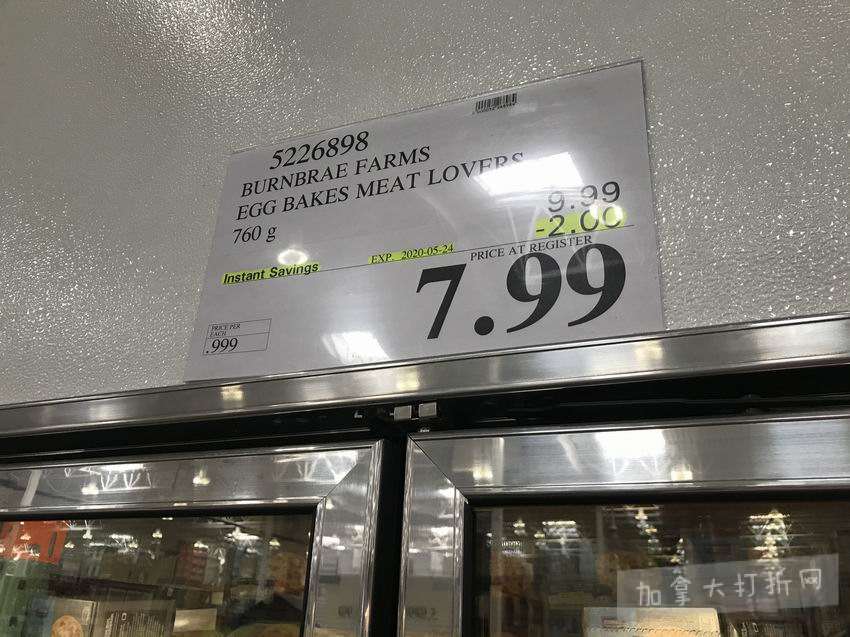 5226898
BURNBRAE FARMS
EGG BAKES MEAT LOVERS
760 g
9.99
-2.00
Instant Savings
EXP. 2020-05-24
PRICE AT REGISTER
7.99
PRICE PER
EACH
.999
加拿大打折网